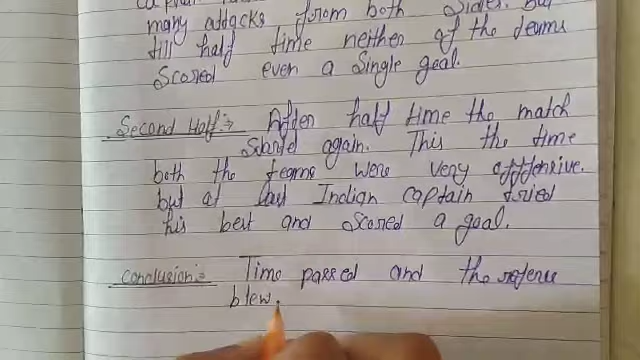 many attacks from both sides. But
till half time neither of the teams
Scored even a single goal.
Second Half:→ After half time the match
started again. This the time
both the teams were very offensive.
but at last Indian captain tried
his best and scored a goal.
Conclusion:- Time passed and the referee
blew.